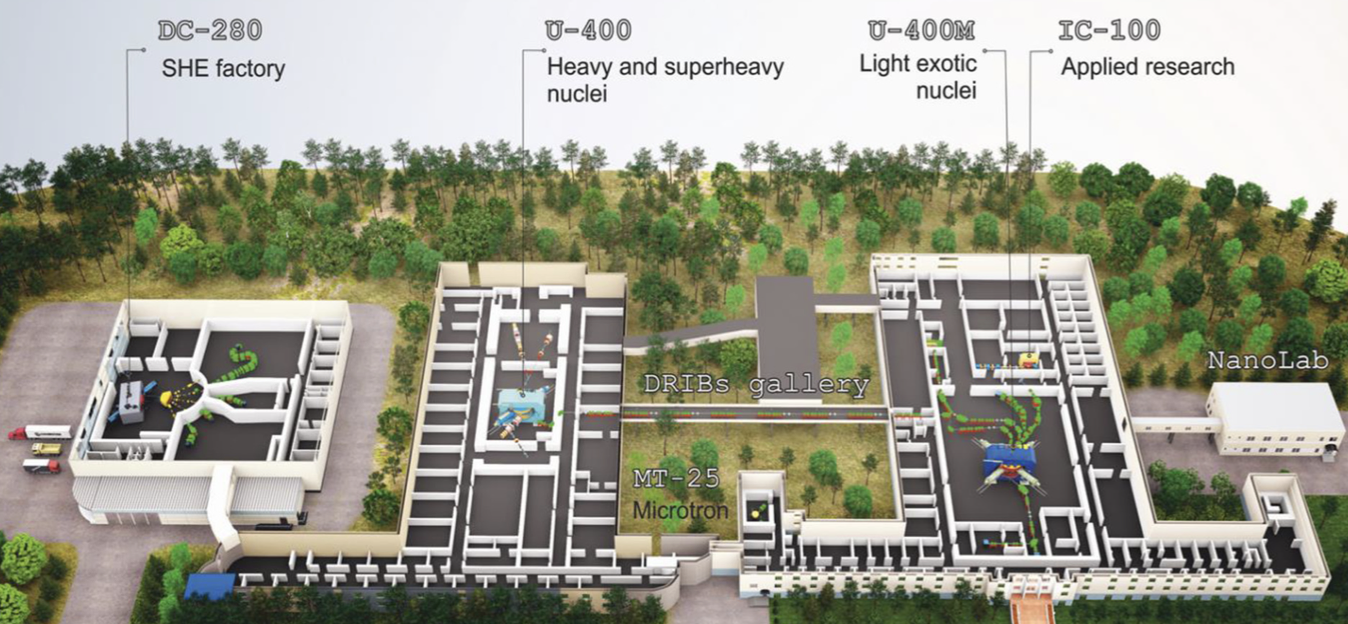 DC-280
SHE factory
U-400
Heavy and superheavy
nuclei
U-400M
Light exotic
nuclei
IC-100
Applied research
NanoLab
DRIBs gallery
MT-25
Microtron